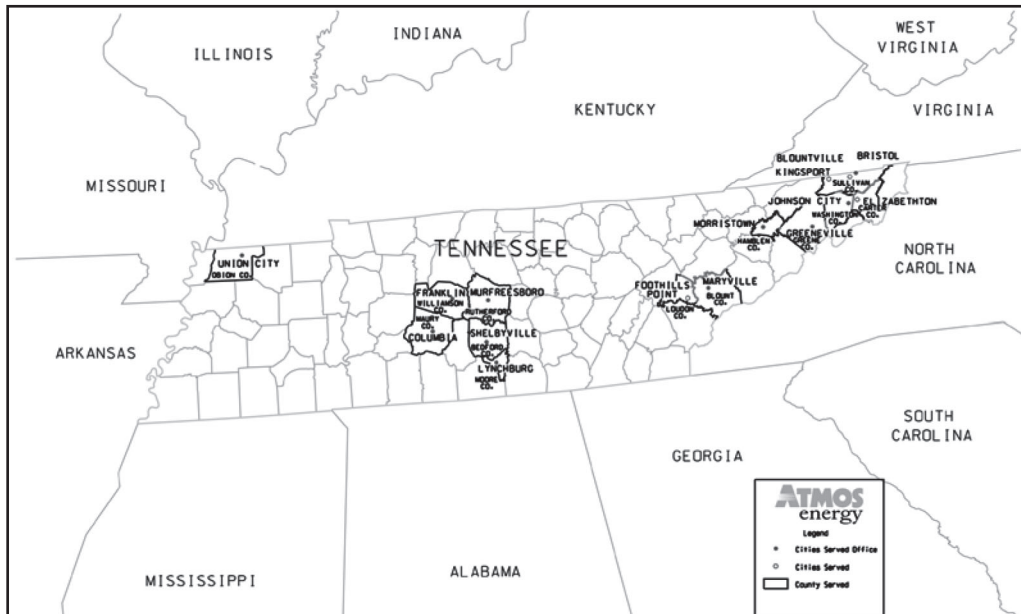 INDIANA
WEST
VIRGINIA
ILLINOIS
KENTUCKY
VIRGINIA
BLOUNTVILLE
BRISTOL
KINGSPORT
SULLIVAN
CO.
MISSOURI
JOHNSON CITY
ELIZABETHTON
CARTER
CO.
WASHINGTON
CO.
MORRISTOWN
HAMBLEN
CO.
GREENEVILLE
GREENE
CO.
TENNESSEE
NORTH
CAROLINA
UNION CITY
OBION CO.
FOOTHILLS
POINT
MARYVILLE
BLOUNT
CO.
LOUDON
CO.
FRANKLIN
WILLIAMSON
CO.
MURFREESBORO
RUTHERFORD
CO.
MAURY
CO.
COLUMBIA
SHELBYVILLE
BEDFORD
CO.
LYNCHBURG
MOORE
CO.
ARKANSAS
SOUTH
CAROLINA
GEORGIA
MISSISSIPPI
ALABAMA
ATMOS
energy
Legend
Cities Served Office
Cities Served
County Served